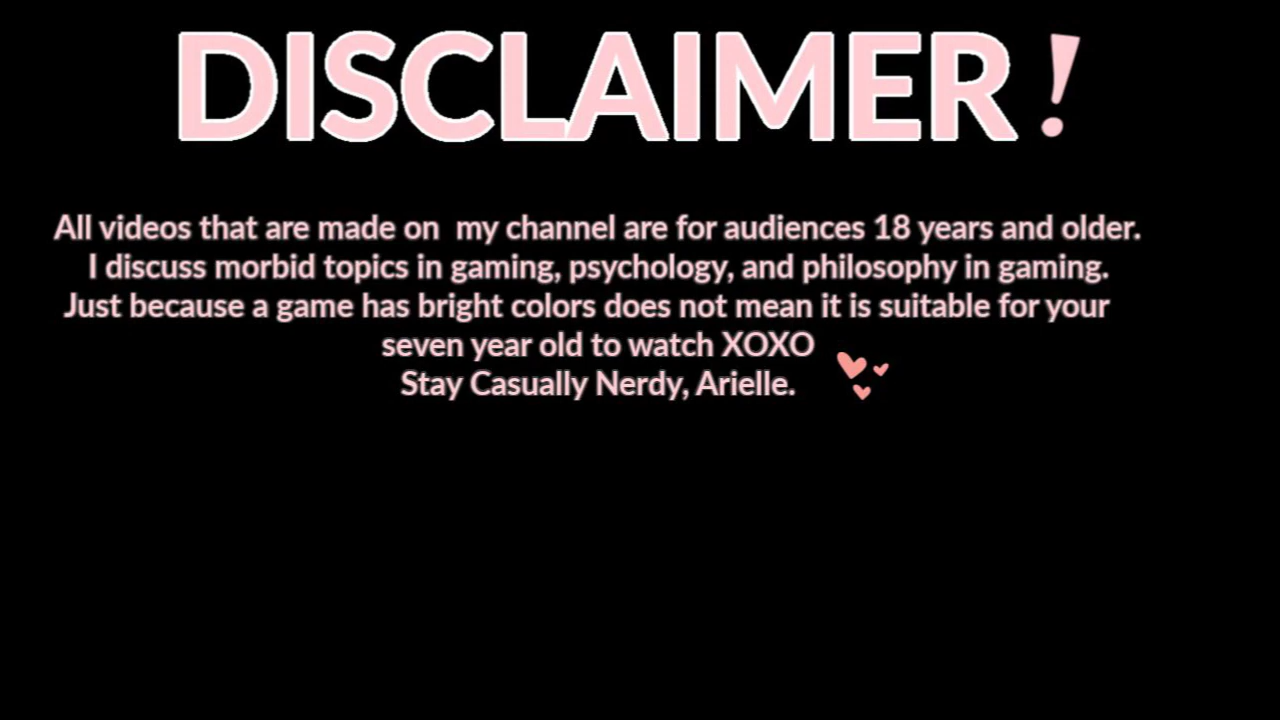 DISCLAIMER!
All videos that are made on  my channel are for audiences 18 years and older.
I discuss morbid topics in gaming, psychology, and philosophy in gaming.
Just because a game has bright colors does not mean it is suitable for your
seven year old to watch XOXO
Stay Casually Nerdy, Arielle.